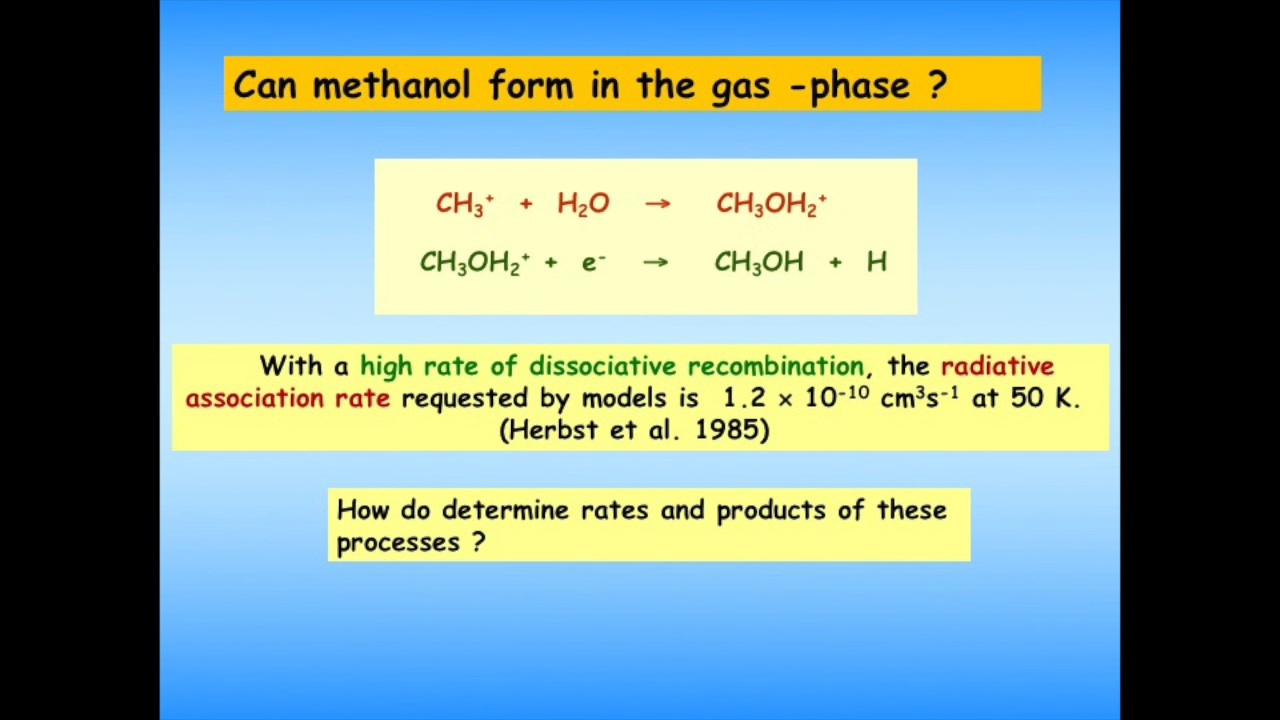 Can methanol form in the gas -phase ?
CH₃⁺ + H₂O → CH₃OH₂⁺
CH₃OH₂⁺ + e⁻ → CH₃OH + H
With a high rate of dissociative recombination, the radiative
association rate requested by models is 1.2 × 10⁻¹⁰ cm³s⁻¹ at 50 K.
(Herbst et al. 1985)
How do determine rates and products of these
processes ?